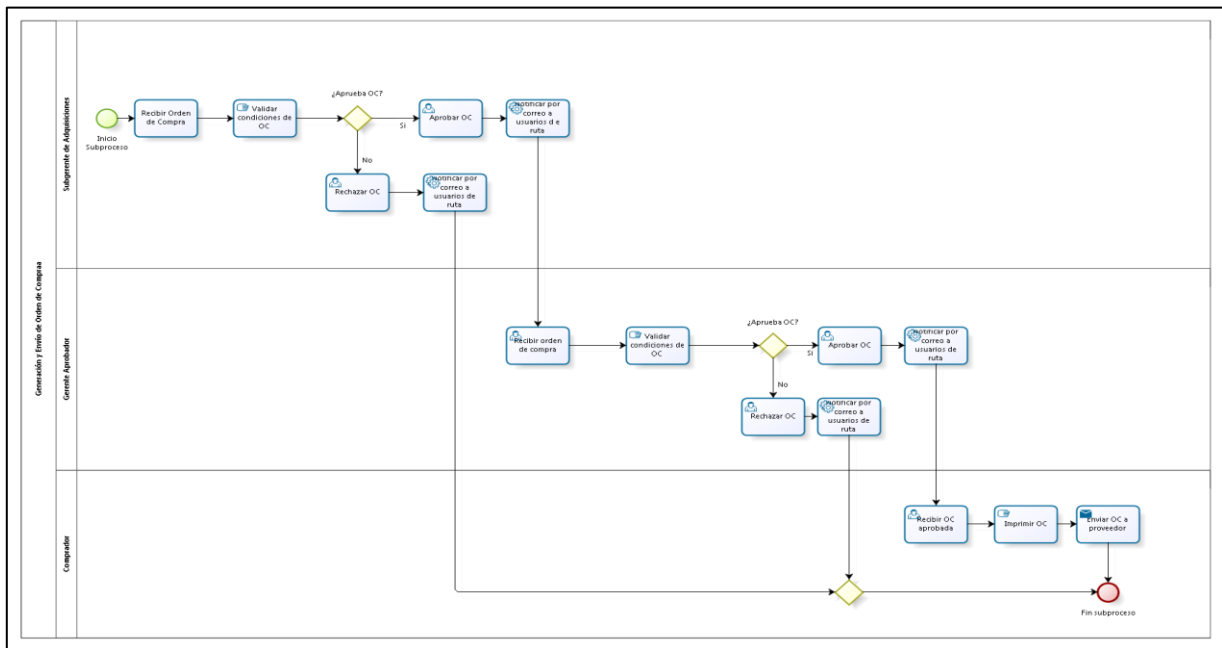 Generación y Envío de Orden de Compraa
Subgerente de Adquisiciones
Inicio
Subproceso
Recibir Orden
de Compra
Validar
condiciones de
OC
¿Aprueba OC?
Si
Aprobar OC
Notificar por
correo a
usuarios d e ruta
No
Rechazar OC
Notificar por
correo a
usuarios de
ruta
Gerente Aprobador
Recibir orden
de compra
Validar
condiciones de
OC
¿Aprueba OC?
Si
Aprobar OC
Notificar por
correo a
usuarios de
ruta
No
Rechazar OC
Notificar por
correo a
usuarios de
ruta
Comprador
Recibir OC
aprobada
Imprimir OC
Enviar OC a
proveedor
Fin subproceso